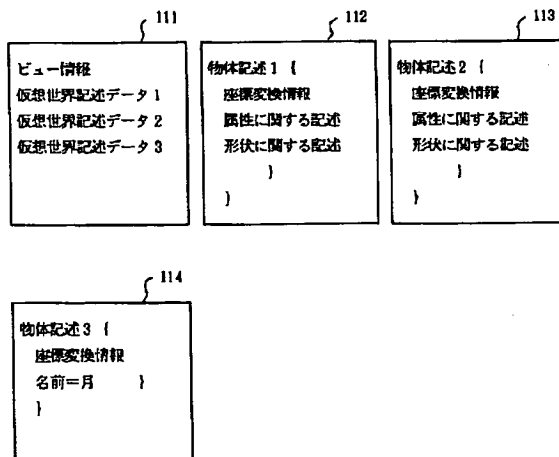 111
ビュー情報
仮想世界記述データ1
仮想世界記述データ2
仮想世界記述データ3
112
物体記述1 {
座標変換情報
属性に関する記述
形状に関する記述
}
}
113
物体記述2 {
座標変換情報
属性に関する記述
形状に関する記述
}
}
114
物体記述3 {
座標変換情報
名前=月 }
}